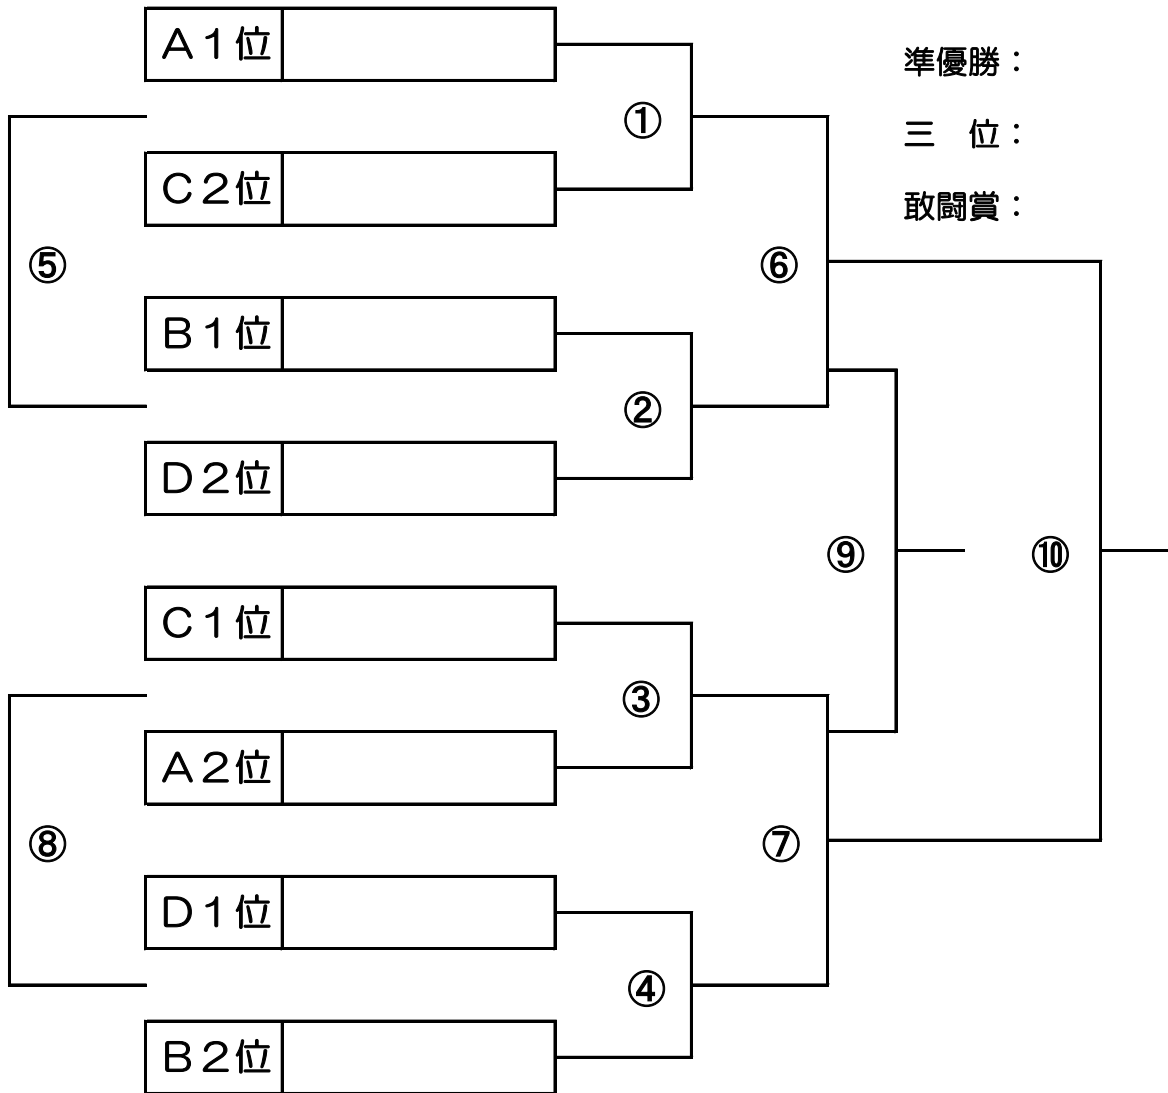 A1位
準優勝：
①
三　位：
C2位
敢闘賞：
⑤
⑥
B1位
②
D2位
⑨
⑩
C1位
③
A2位
⑧
⑦
D1位
④
B2位